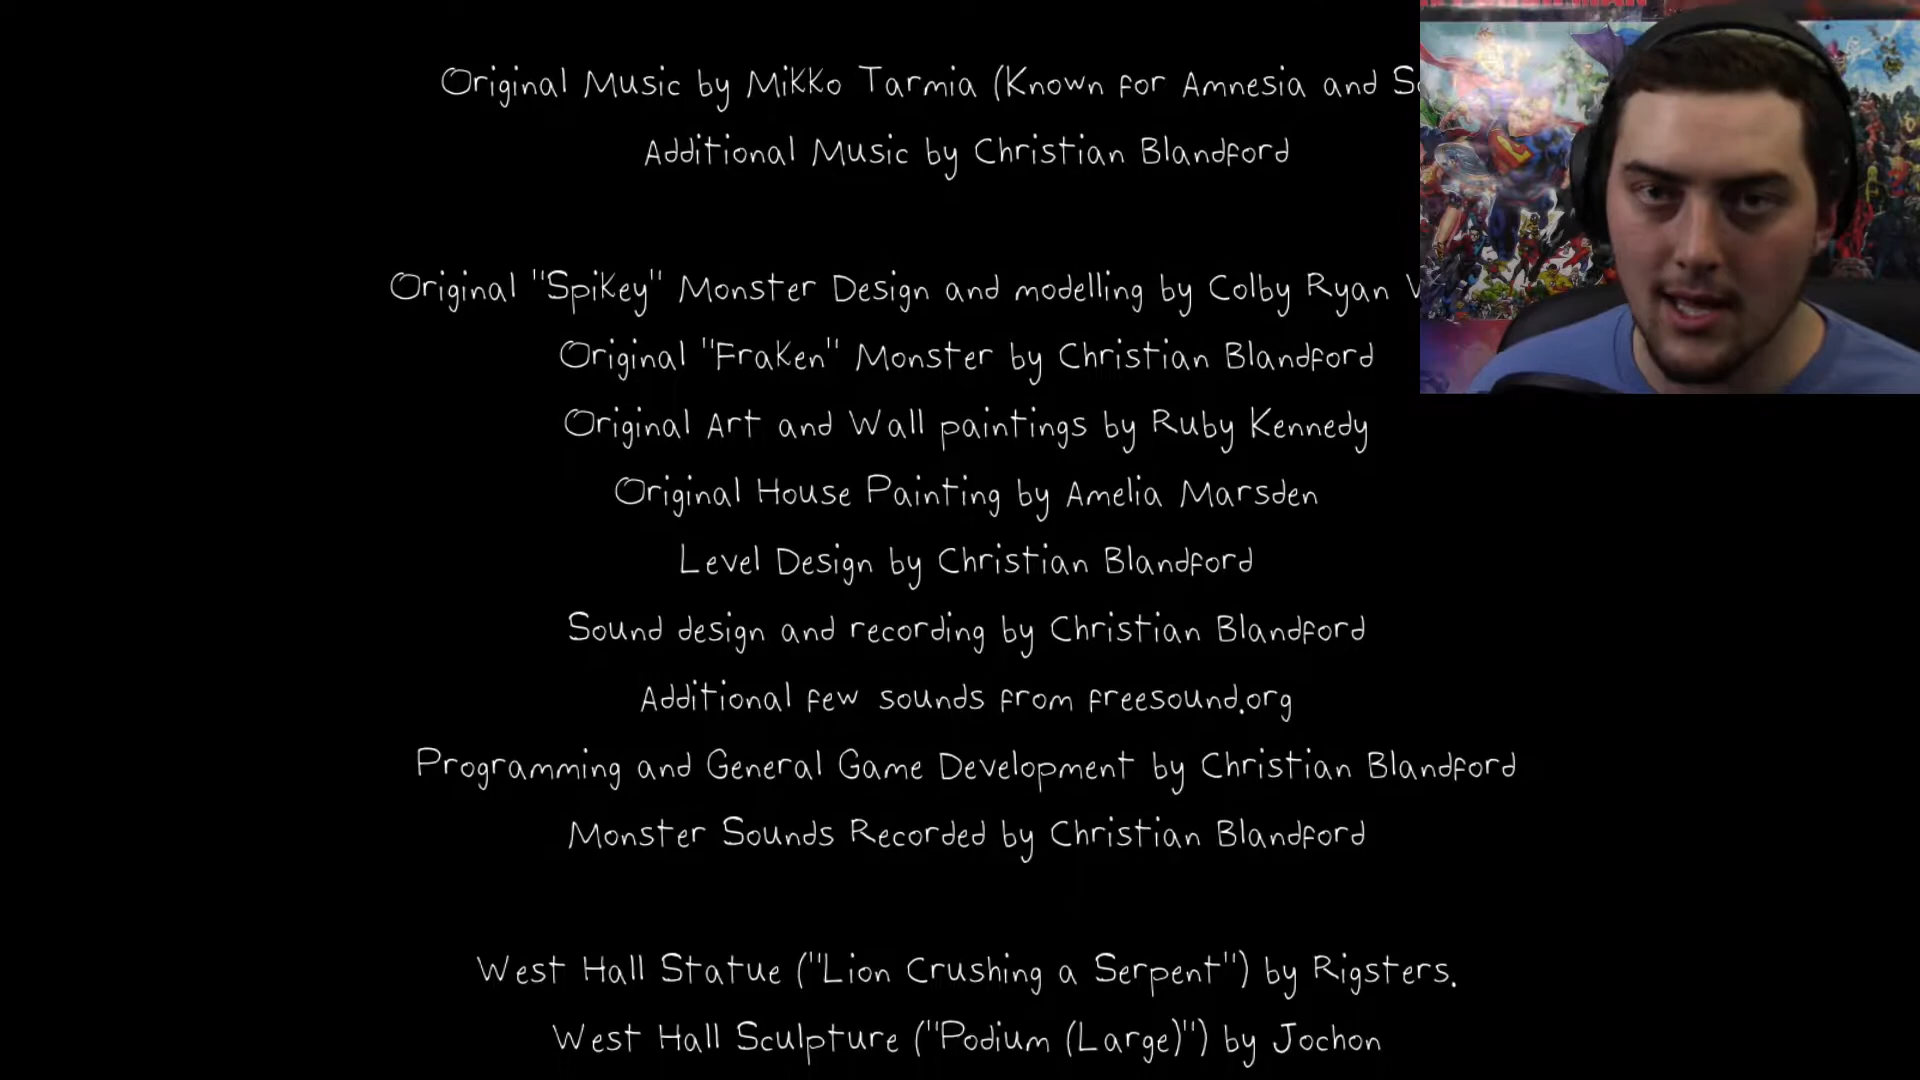 Original Music by Mikko Tarmia (Known for Amnesia and
Additional Music by Christian Blandford
Original "Spikey" Monster Design and modelling by Colby Ryan
Original "Fraken" Monster by Christian Blandford
Original Art and Wall paintings by Ruby Kennedy
Original House Painting by Amelia Marsden
Level Design by Christian Blandford
Sound design and recording by Christian Blandford
Additional few sounds from freesound.org
Programming and General Game Development by Christian Blandford
Monster Sounds Recorded by Christian Blandford
West Hall Statue ("Lion Crushing a Serpent") by Rigsters.
West Hall Sculpture ("Podium (Large)") by Jochon